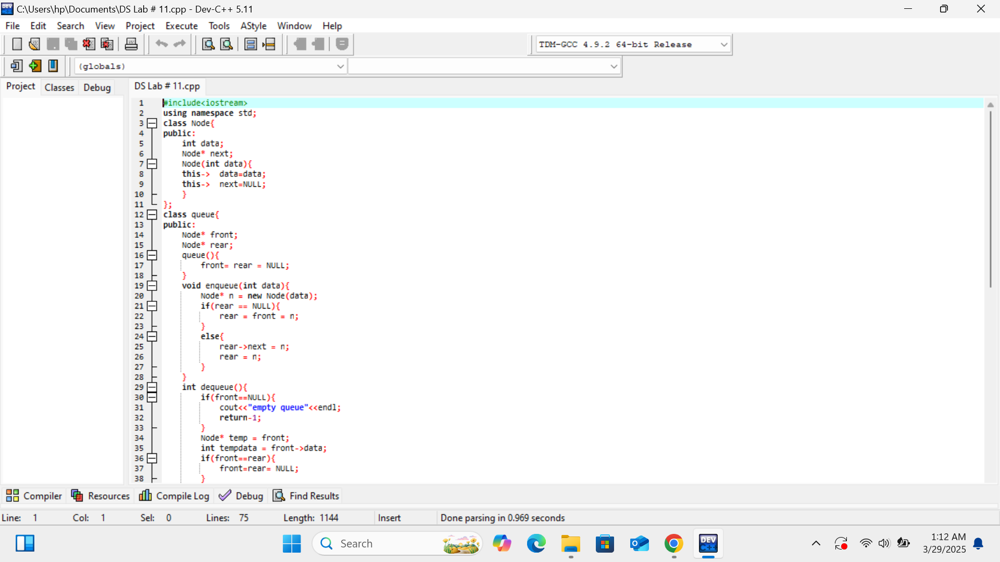 C:\Users\hp\Documents\DS Lab # 11.cpp - Dev-C++ 5.11
File Edit Search View Project Execute Tools AStyle Window Help
TDM-GCC 4.9.2 64-bit Release
(globals)
Project Classes Debug DS Lab # 11.cpp
1 #include<iostream>
2 using namespace std;
3 class Node{
4 public:
5 int data;
6 Node* next;
7 Node(int data){
8 this-> data=data;
9 this-> next=NULL;
10 }
11 };
12 class queue{
13 public:
14 Node* front;
15 Node* rear;
16 queue(){
17 front= rear = NULL;
18 }
19 void enqueue(int data){
20 Node* n = new Node(data);
21 if(rear == NULL){
22 rear = front = n;
23 }
24 else{
25 rear->next = n;
26 rear = n;
27 }
28 }
29 int dequeue(){
30 if(front==NULL){
31 cout<<"empty queue"<<endl;
32 return-1;
33 }
34 Node* temp = front;
35 int tempdata = front->data;
36 if(front==rear){
37 front=rear= NULL;
38 }
Compiler Resources Compile Log Debug Find Results
Line: 1 Col: 1 Sel: 0 Lines: 75 Length: 1144 Insert Done parsing in 0.969 seconds
Search
DEV C++
1:12 AM
3/29/2025